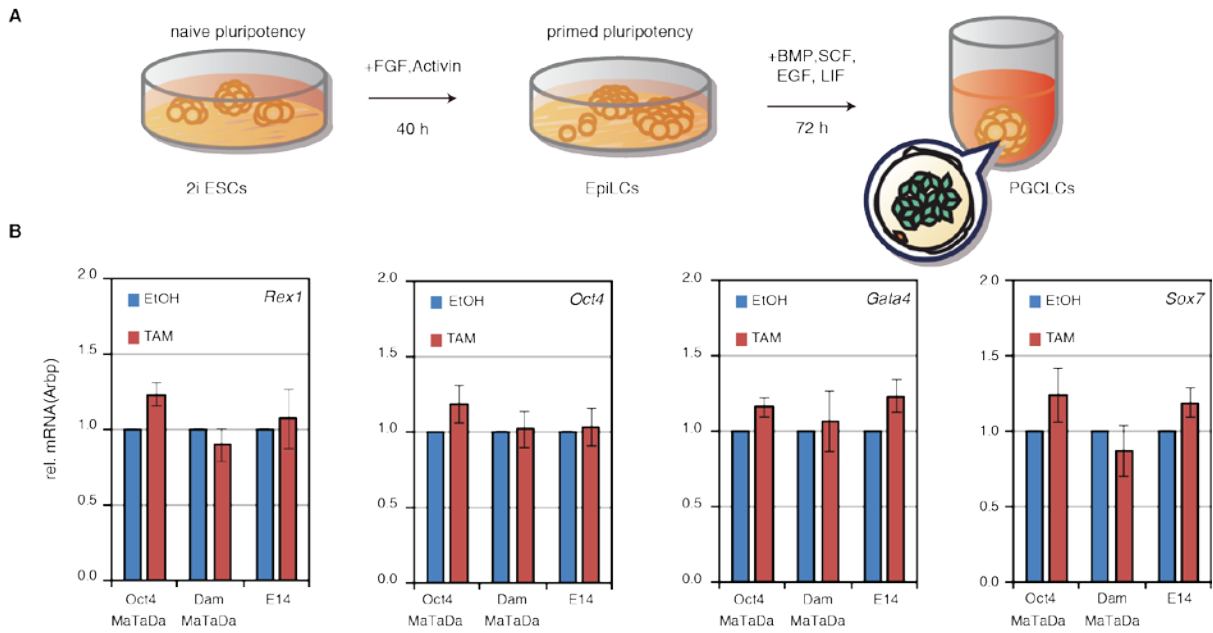 A
naive pluripotency
+FGF,Activin
40 h
2i ESCs
primed pluripotency
EpiLCs
+BMP,SCF,
EGF, LIF
72 h
PGCLCs
B
rel. mRNA(Arbp)
2.0
1.5
1.0
0.5
0.0
EtOH
TAM
Rex1
Oct4
MaTaDa
Dam
MaTaDa
E14
2.0
1.5
1.0
0.5
0.0
EtOH
TAM
Oct4
Oct4
MaTaDa
Dam
MaTaDa
E14
2.0
1.5
1.0
0.5
0.0
EtOH
TAM
Gata4
Oct4
MaTaDa
Dam
MaTaDa
E14
2.0
1.5
1.0
0.5
0.0
EtOH
TAM
Sox7
Oct4
MaTaDa
Dam
MaTaDa
E14